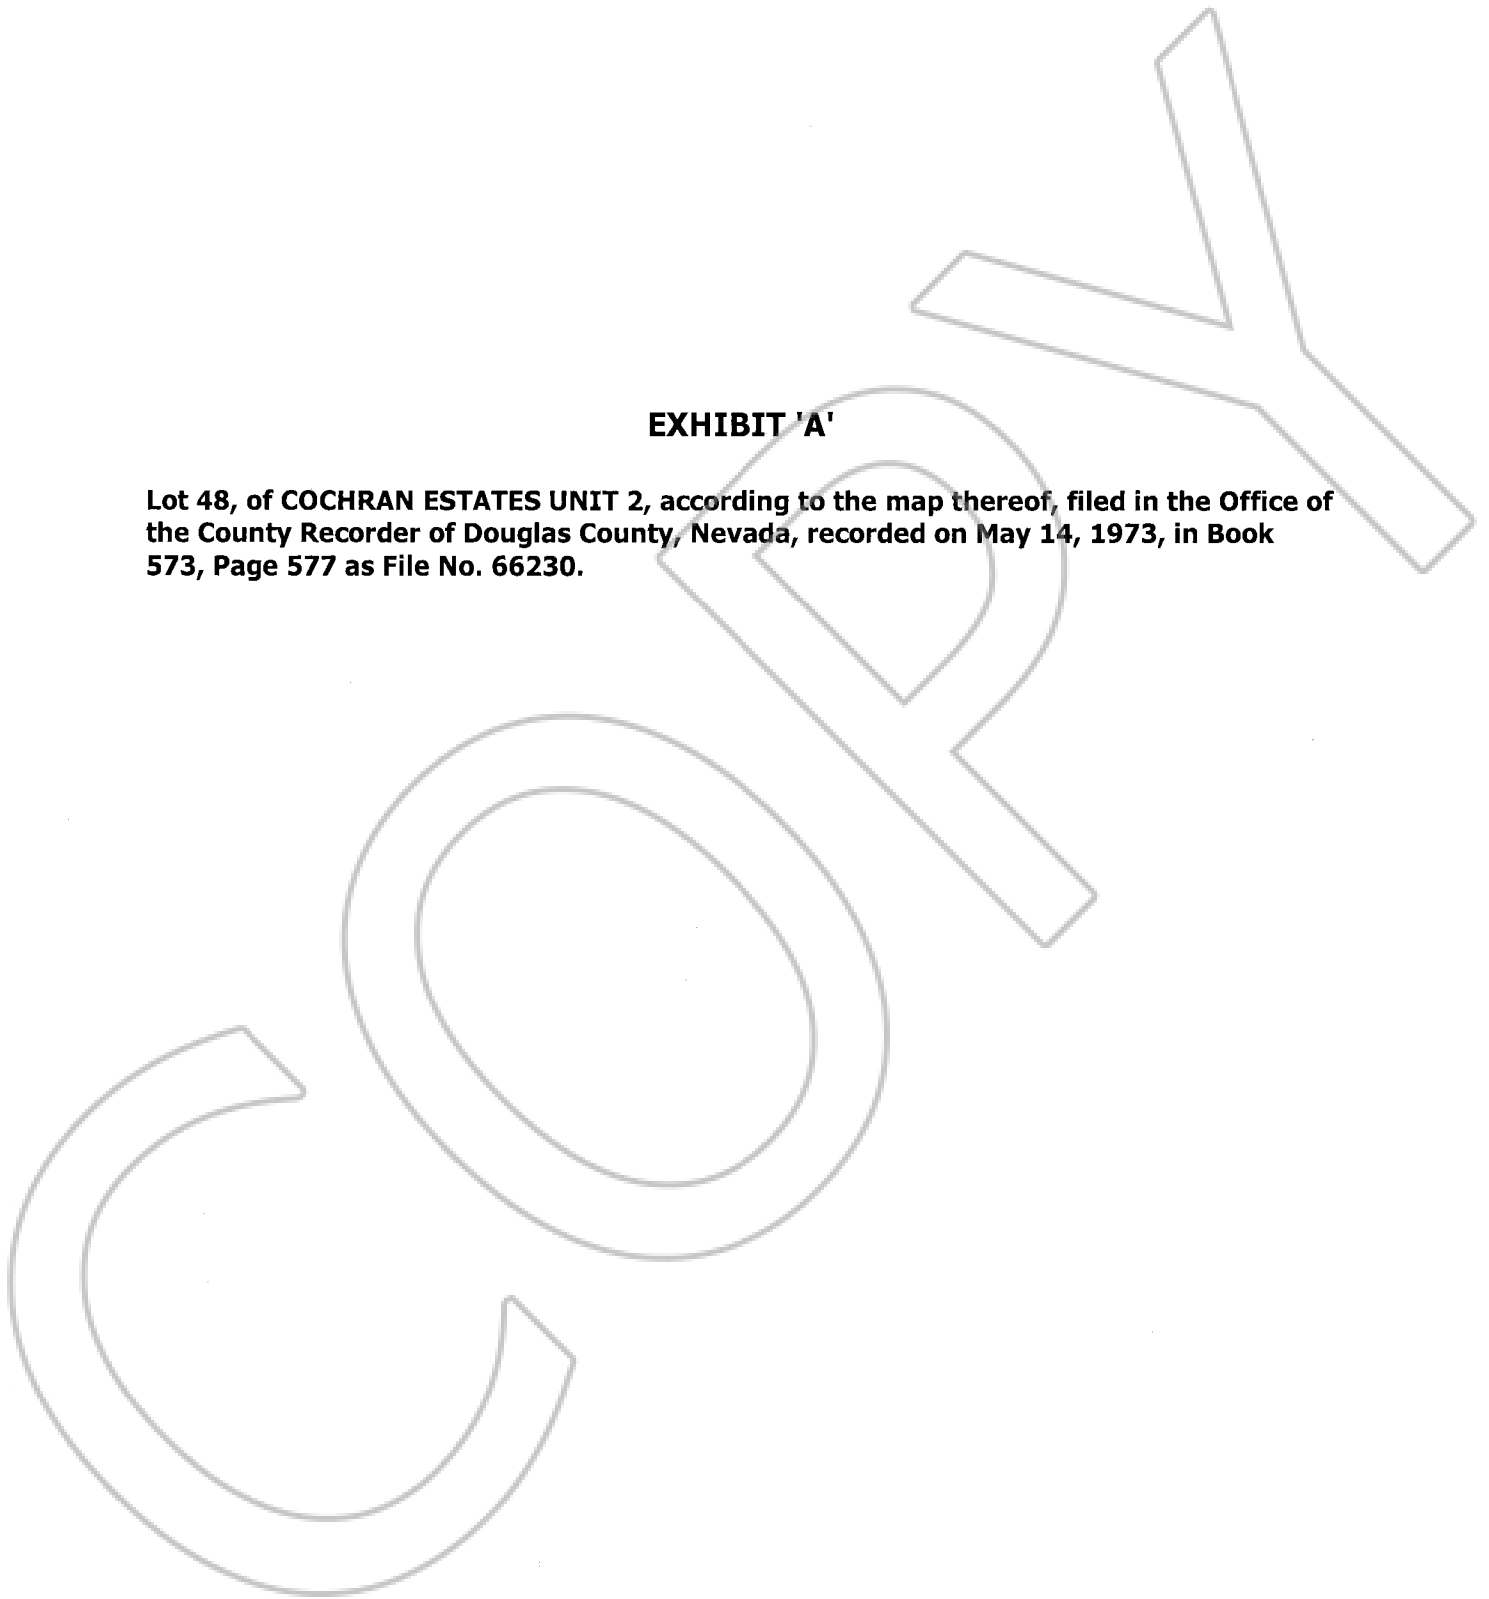 EXHIBIT 'A'
Lot 48, of COCHRAN ESTATES UNIT 2, according to the map thereof, filed in the Office of
the County Recorder of Douglas County, Nevada, recorded on May 14, 1973, in Book
573, Page 577 as File No. 66230.
COPY